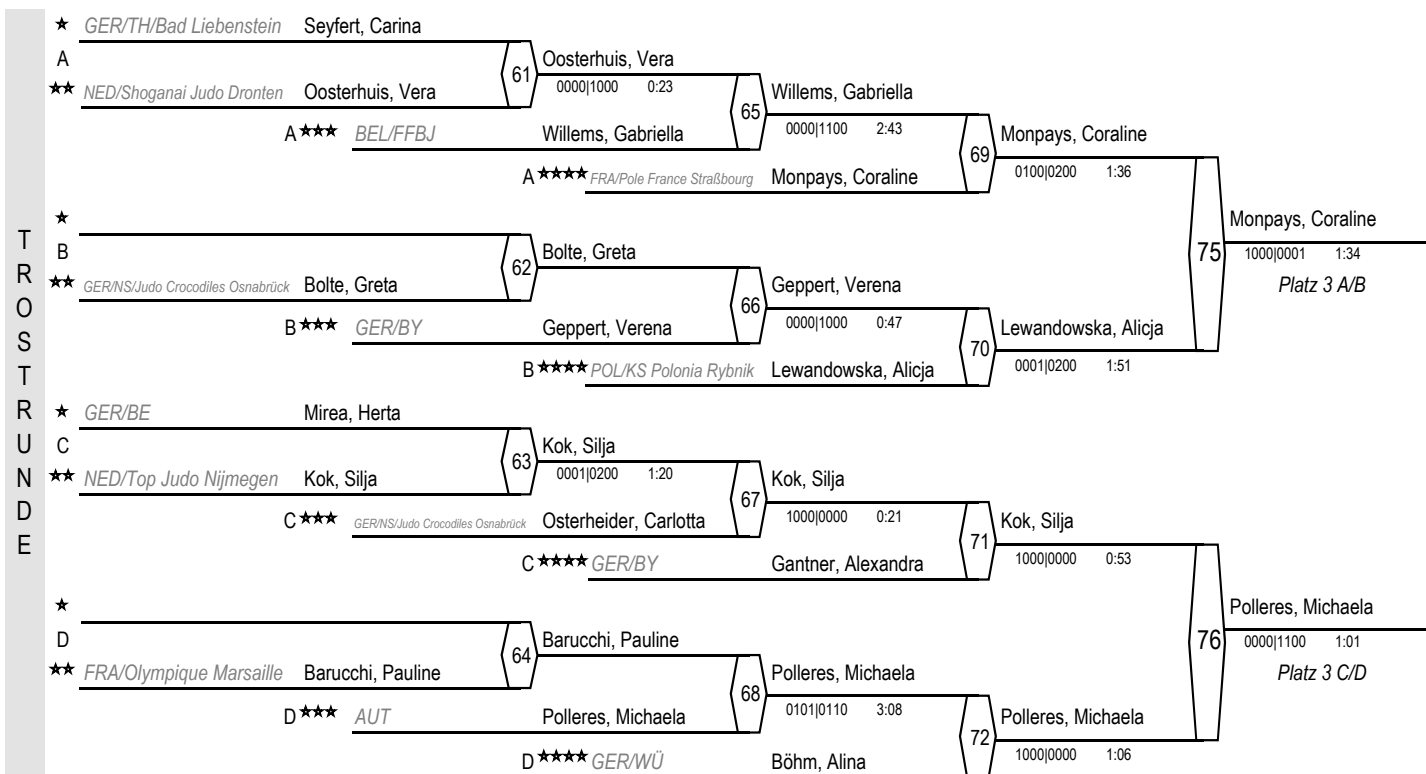 TROSTRUNDE
★ GER/TH/Bad Liebenstein Seyfert, Carina
A
61 Oosterhuis, Vera
0000|1000 0:23
★★ NED/Shoganai Judo Dronten Oosterhuis, Vera
65 Willems, Gabriella
0000|1100 2:43
A ★★★ BEL/FFBJ Willems, Gabriella
69 Monpays, Coraline
0100|0200 1:36
A ★★★★ FRA/Pole France Straßbourg Monpays, Coraline
75 Monpays, Coraline
1000|0001 1:34
Platz 3 A/B
★
B
62 Bolte, Greta
★★ GER/NS/Judo Crocodiles Osnabrück Bolte, Greta
66 Geppert, Verena
0000|1000 0:47
B ★★★ GER/BY Geppert, Verena
70 Lewandowska, Alicja
0001|0200 1:51
B ★★★★ POL/KS Polonia Rybnik Lewandowska, Alicja
★ GER/BE Mirea, Herta
C
63 Kok, Silja
0001|0200 1:20
★★ NED/Top Judo Nijmegen Kok, Silja
67 Kok, Silja
1000|0000 0:21
C ★★★ GER/NS/Judo Crocodiles Osnabrück Osterheider, Carlotta
71 Kok, Silja
1000|0000 0:53
C ★★★★ GER/BY Gantner, Alexandra
76 Polleres, Michaela
0000|1100 1:01
Platz 3 C/D
★
D
64 Barucchi, Pauline
★★ FRA/Olympique Marsaille Barucchi, Pauline
68 Polleres, Michaela
0101|0110 3:08
D ★★★ AUT Polleres, Michaela
72 Polleres, Michaela
1000|0000 1:06
D ★★★★ GER/WÜ Böhm, Alina